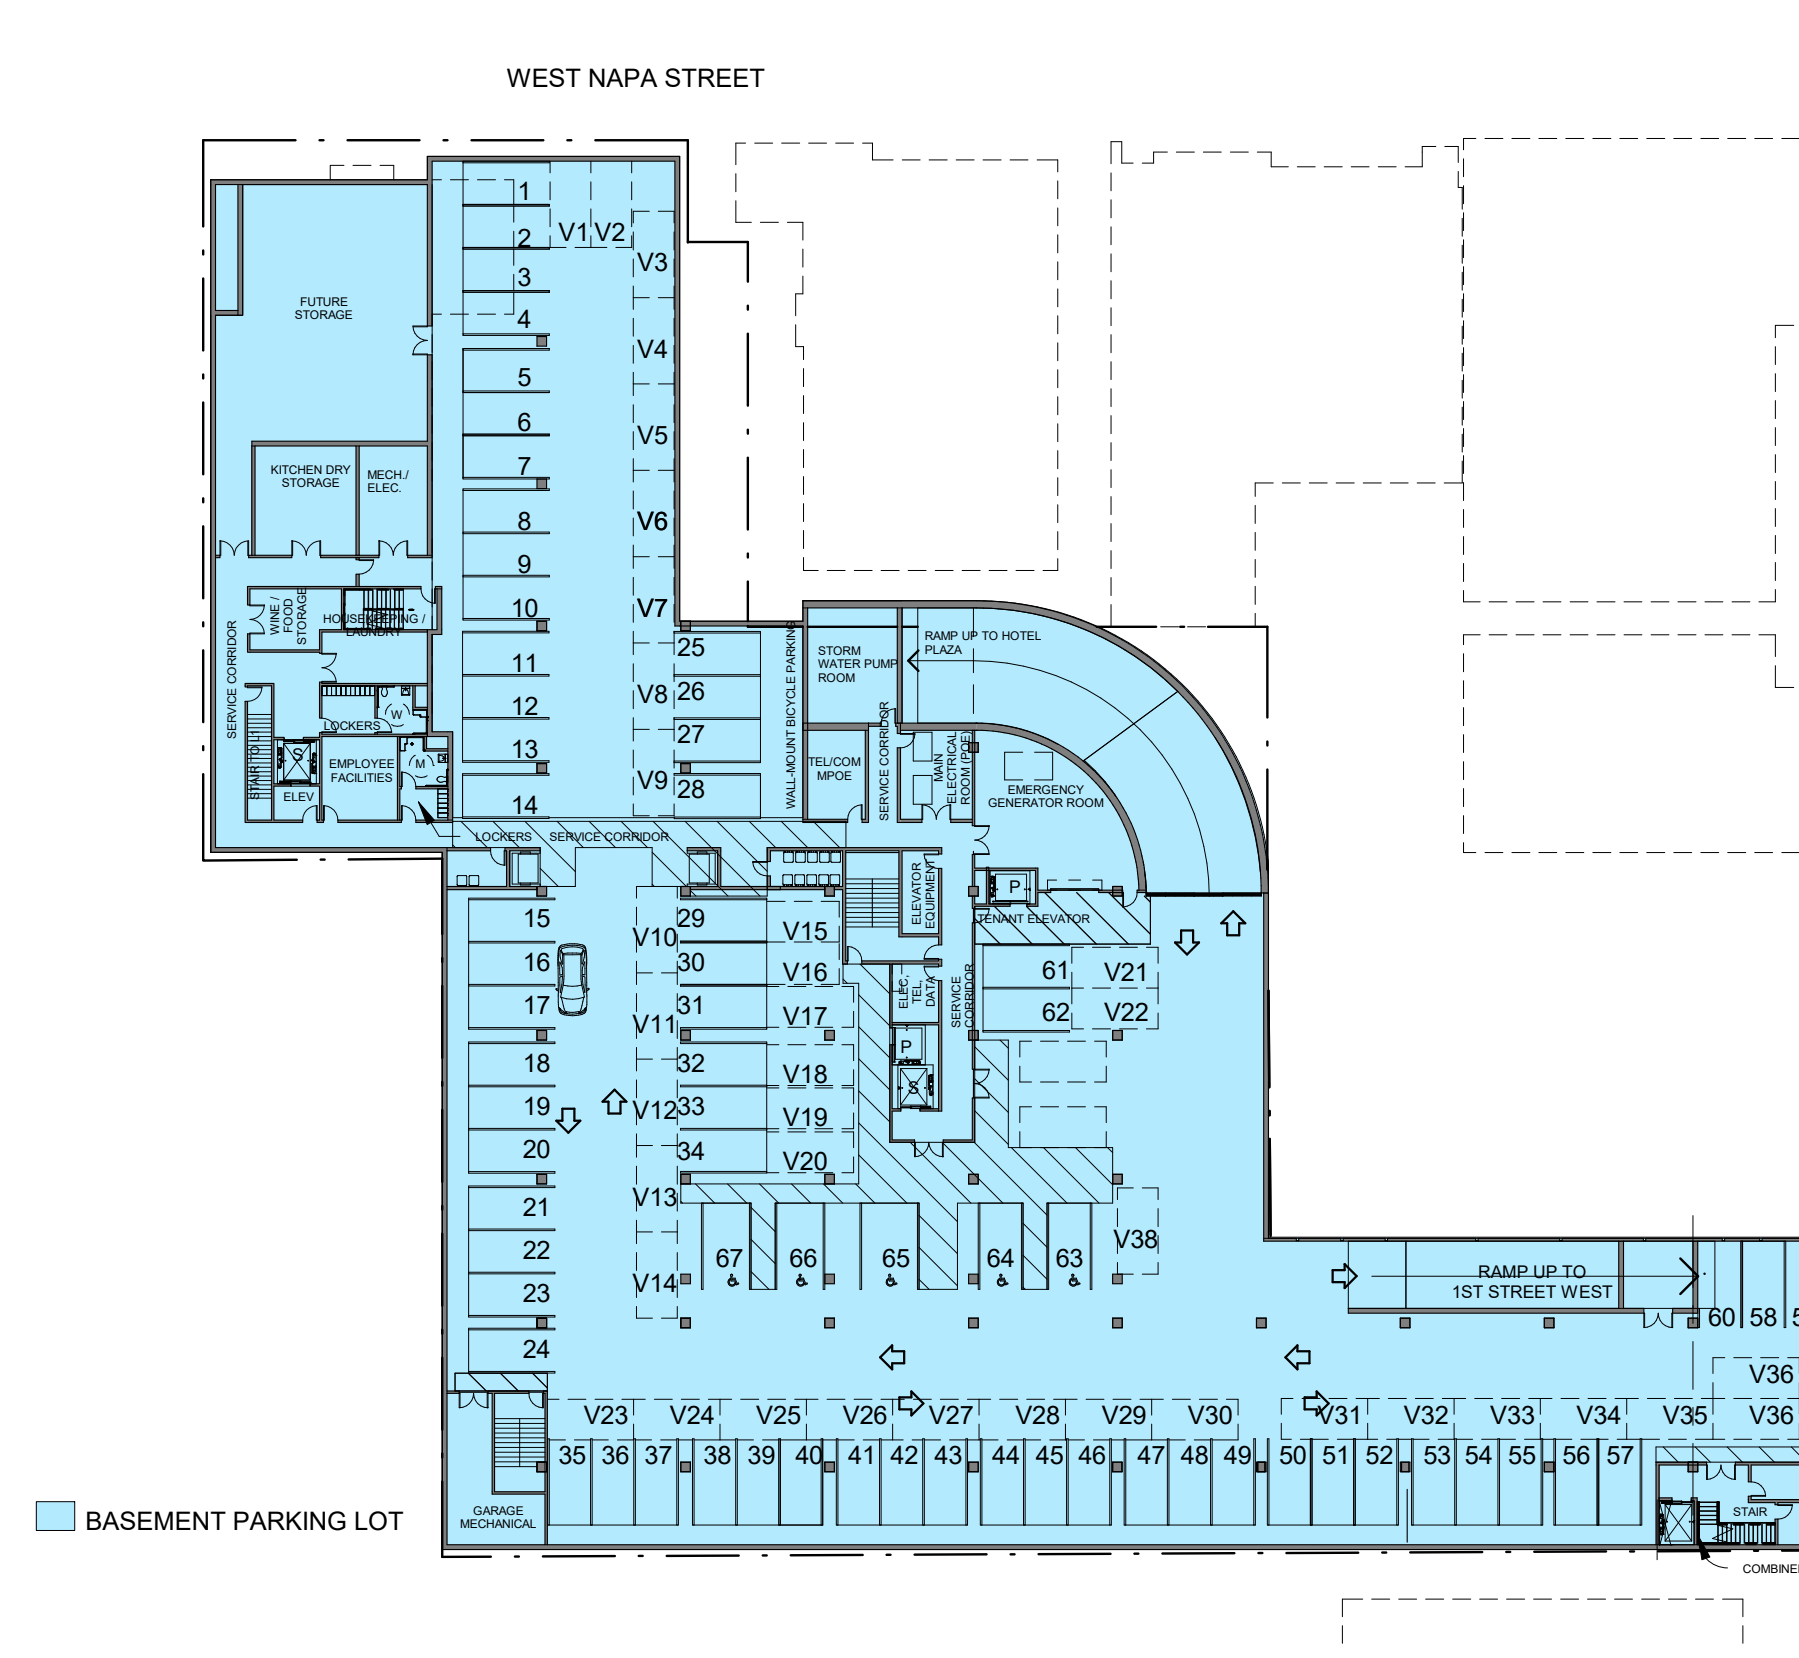 WEST NAPA STREET
1
2
V1
V2
3
V3
FUTURE
STORAGE
4
V4
5
6
V5
7
KITCHEN DRY
STORAGE
MECH./
ELEC.
8
V6
9
10
V7
WINE /
FOOD
STORAGE
HOUSEKEEPING /
LAUNDRY
SERVICE CORRIDOR
11
25
12
V8
26
13
27
14
V9
28
WALL-MOUNT BICYCLE PARKING
STORM
WATER PUMP
ROOM
RAMP UP TO HOTEL
PLAZA
LOCKERS
W
STAIR TO L1
S
EMPLOYEE
FACILITIES
M
ELEV
TEL/COM
MPOE
SERVICE CORRIDOR
MAIN
ELECTRICAL
ROOM (POE)
EMERGENCY
GENERATOR ROOM
LOCKERS
SERVICE CORRIDOR
ELEVATOR
EQUIPMENT
P
TENANT ELEVATOR
15
V10
29
V15
16
30
V16
61
V21
17
V11
31
V17
62
V22
ELEC,
TEL,
DATA
SERVICE
CORRIDOR
18
32
V18
P
S
19
V12
33
V19
20
34
V20
21
V13
22
67
66
65
64
63
V38
23
V14
24
RAMP UP TO
1ST STREET WEST
60
58
V36
V23
V24
V25
V26
V27
V28
V29
V30
V31
V32
V33
V34
V35
V36
35
36
37
38
39
40
41
42
43
44
45
46
47
48
49
50
51
52
53
54
55
56
57
GARAGE
MECHANICAL
STAIR
BASEMENT PARKING LOT